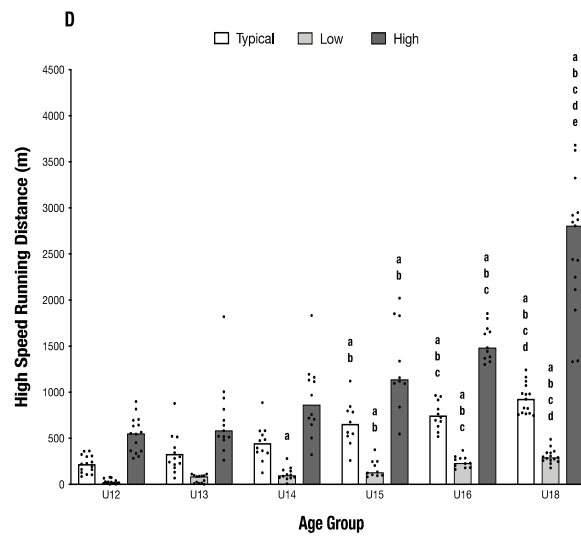 D
Typical Low High
High Speed Running Distance (m)
4500
4000
3500
3000
2500
2000
1500
1000
500
0
a
a
b
a
b
a
b
a
b
c
a
b
c
a
b
c
a
b
c
d
a
b
c
d
a
b
c
d
e
U12 U13 U14 U15 U16 U18
Age Group